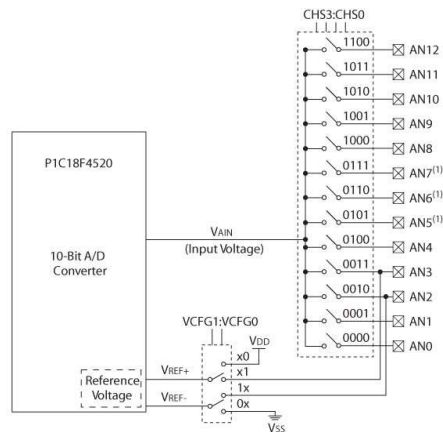 CHS3:CHS0
1100 AN12
1011 AN11
1010 AN10
1001 AN9
1000 AN8
0111 AN7(1)
0110 AN6(1)
0101 AN5(1)
0100 AN4
0011 AN3
0010 AN2
0001 AN1
0000 AN0
P1C18F4520
10-Bit A/D
Converter
VAIN
(Input Voltage)
VCFG1:VCFG0
VDD
x0
x1
1x
0x
VREF+
VREF-
Reference
Voltage
VSS